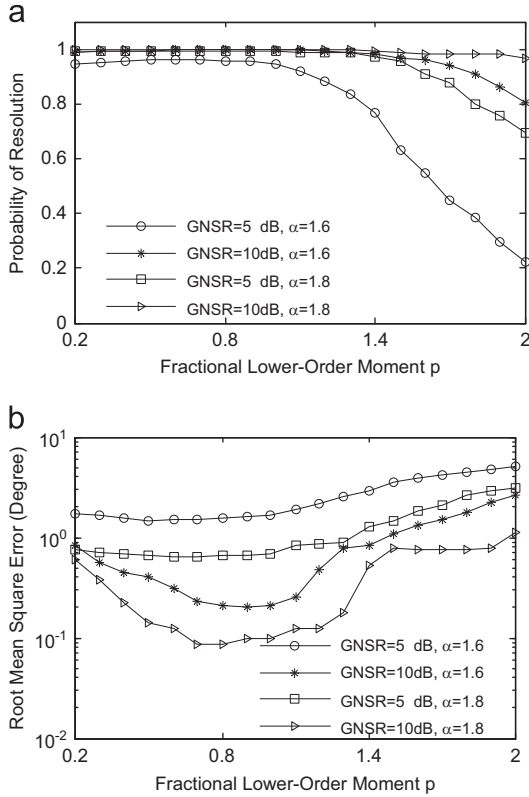 a
1
0.8
0.6
0.4
0.2
0
Probability of Resolution
GNSR=5 dB, α=1.6
GNSR=10dB, α=1.6
GNSR=5 dB, α=1.8
GNSR=10dB, α=1.8
0.2 0.8 1.4 2
Fractional Lower-Order Moment p
b
10^1
10^0
10^-1
10^-2
Root Mean Square Error (Degree)
GNSR=5 dB, α=1.6
GNSR=10dB, α=1.6
GNSR=5 dB, α=1.8
GNSR=10dB, α=1.8
0.2 0.8 1.4 2
Fractional Lower-Order Moment p